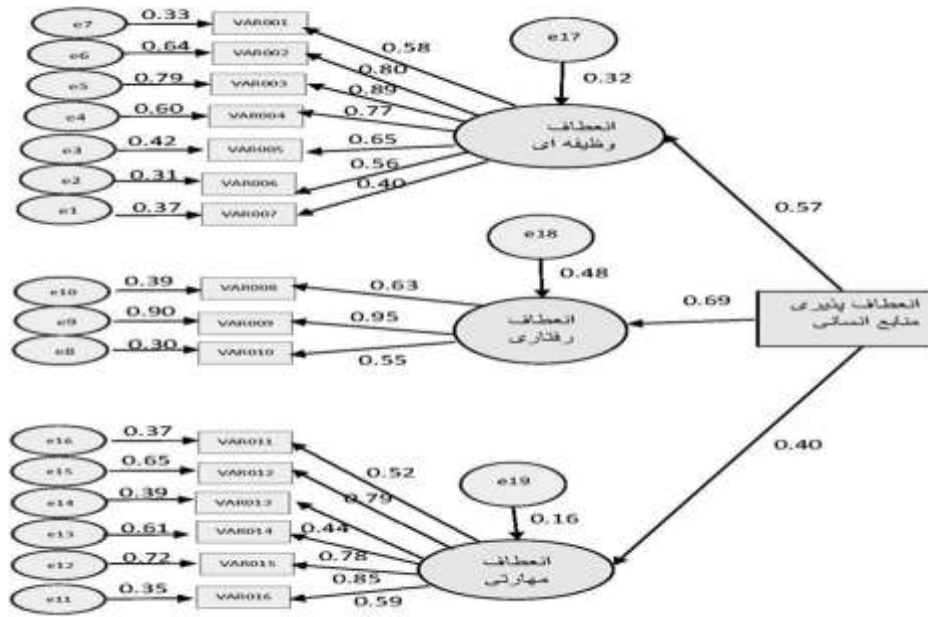 e7 0.33 VAR001
e6 0.64 VAR002
e5 0.79 VAR003
e4 0.60 VAR004
e3 0.42 VAR005
e2 0.31 VAR006
e1 0.37 VAR007
0.58
0.80
0.89
0.77
0.65
0.56
0.40
e17
0.32
انعطاف
وظیفه ای
0.57
e10 0.39 VAR008
e9 0.90 VAR009
e8 0.30 VAR010
0.63
0.95
0.55
e18
0.48
انعطاف
رفتاری
0.69
انعطاف پذیری
منابع انسانی
0.40
e16 0.37 VAR011
e15 0.65 VAR012
e14 0.39 VAR013
e13 0.61 VAR014
e12 0.72 VAR015
e11 0.35 VAR016
0.52
0.79
0.44
0.78
0.85
0.59
e19
0.16
انعطاف
مهارتی